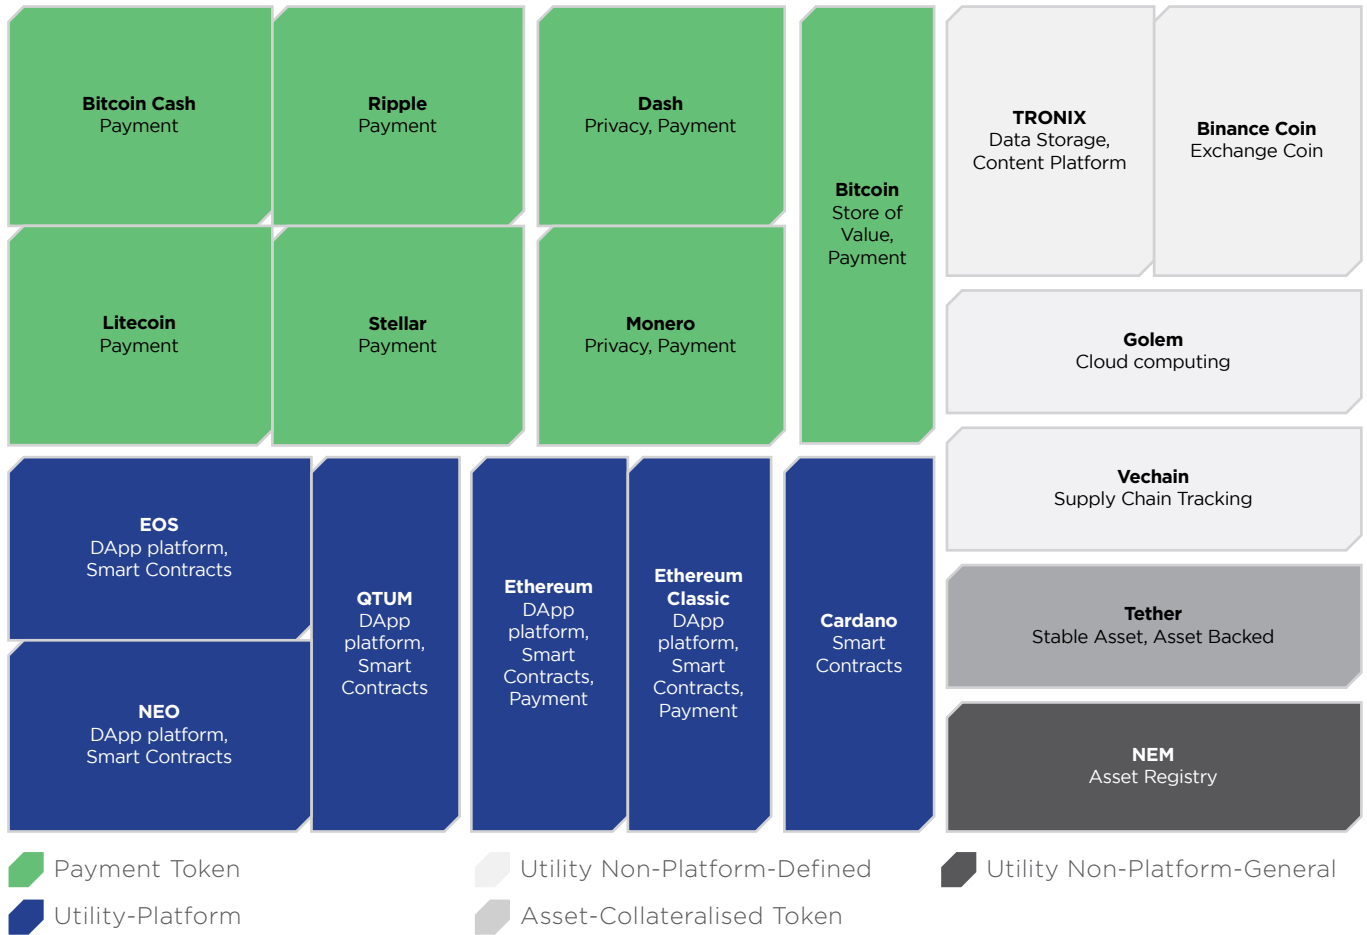 Bitcoin Cash
Payment
Ripple
Payment
Dash
Privacy, Payment
Bitcoin
Store of
Value,
Payment
TRONIX
Data Storage,
Content Platform
Binance Coin
Exchange Coin
Litecoin
Payment
Stellar
Payment
Monero
Privacy, Payment
Golem
Cloud computing
Vechain
Supply Chain Tracking
EOS
DApp platform,
Smart Contracts
NEO
DApp platform,
Smart Contracts
QTUM
DApp
platform,
Smart
Contracts
Ethereum
DApp
platform,
Smart
Contracts,
Payment
Ethereum
Classic
DApp
platform,
Smart
Contracts,
Payment
Cardano
Smart
Contracts
Tether
Stable Asset, Asset Backed
NEM
Asset Registry
Payment Token
Utility Non-Platform-Defined
Utility Non-Platform-General
Utility-Platform
Asset-Collateralised Token